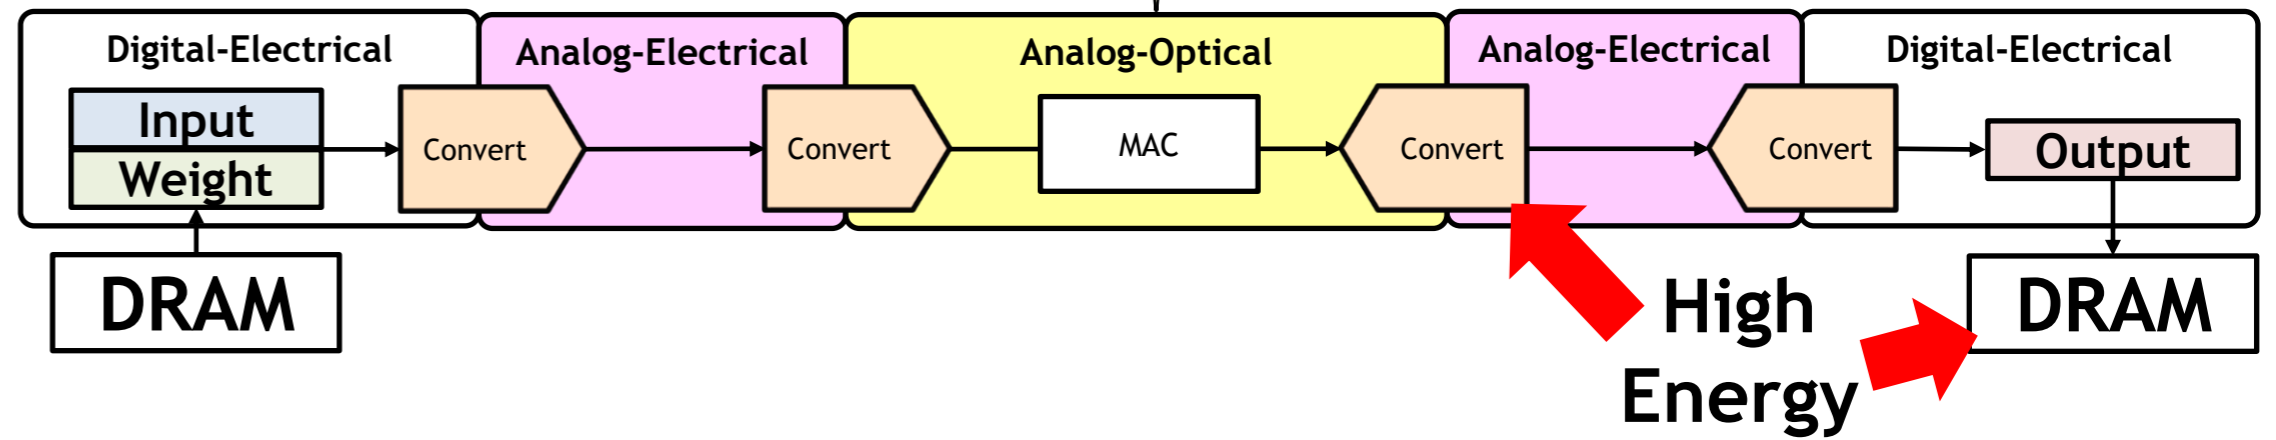 Digital-Electrical
Analog-Electrical
Analog-Optical
Analog-Electrical
Digital-Electrical
Input
Weight
Convert
Convert
MAC
Convert
Convert
Output
DRAM
High
Energy
DRAM